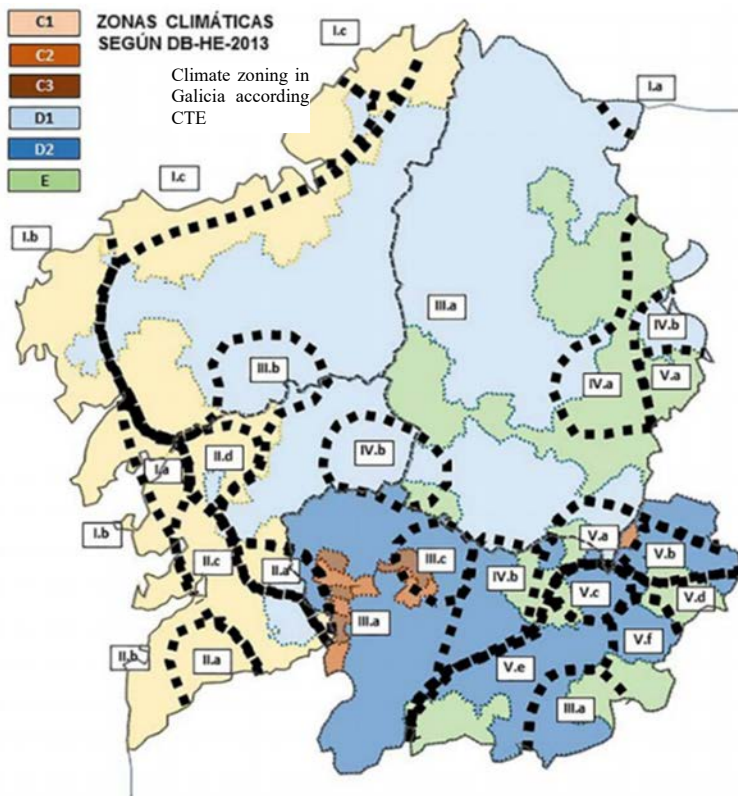 C1
C2
C3
D1
D2
E
ZONAS CLIMÁTICAS
SEGÚN DB-HE-2013
Climate zoning in
Galicia according
CTE
I.c
I.a
I.c
I.b
III.a
IV.b
III.b
IV.a
V.a
II.d
IV.b
I.a
I.b
V.a
V.b
III.c
II.c
II.a
IV.b
V.c
V.d
III.a
V.f
II.b
II.a
V.e
III.a